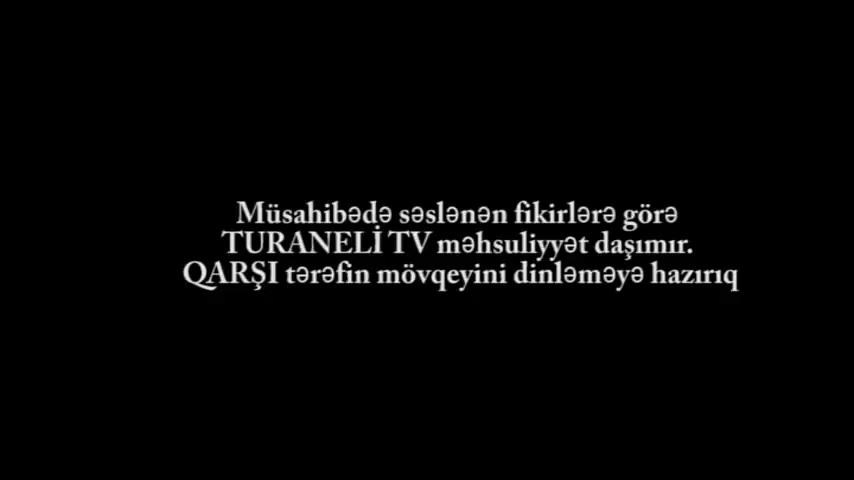 Müsahibədə səslənən fikirlərə görə
TURANELİ TV məhsuliyyət daşımır.
QARŞI tərəfin mövqeyini dinləməyə hazırıq